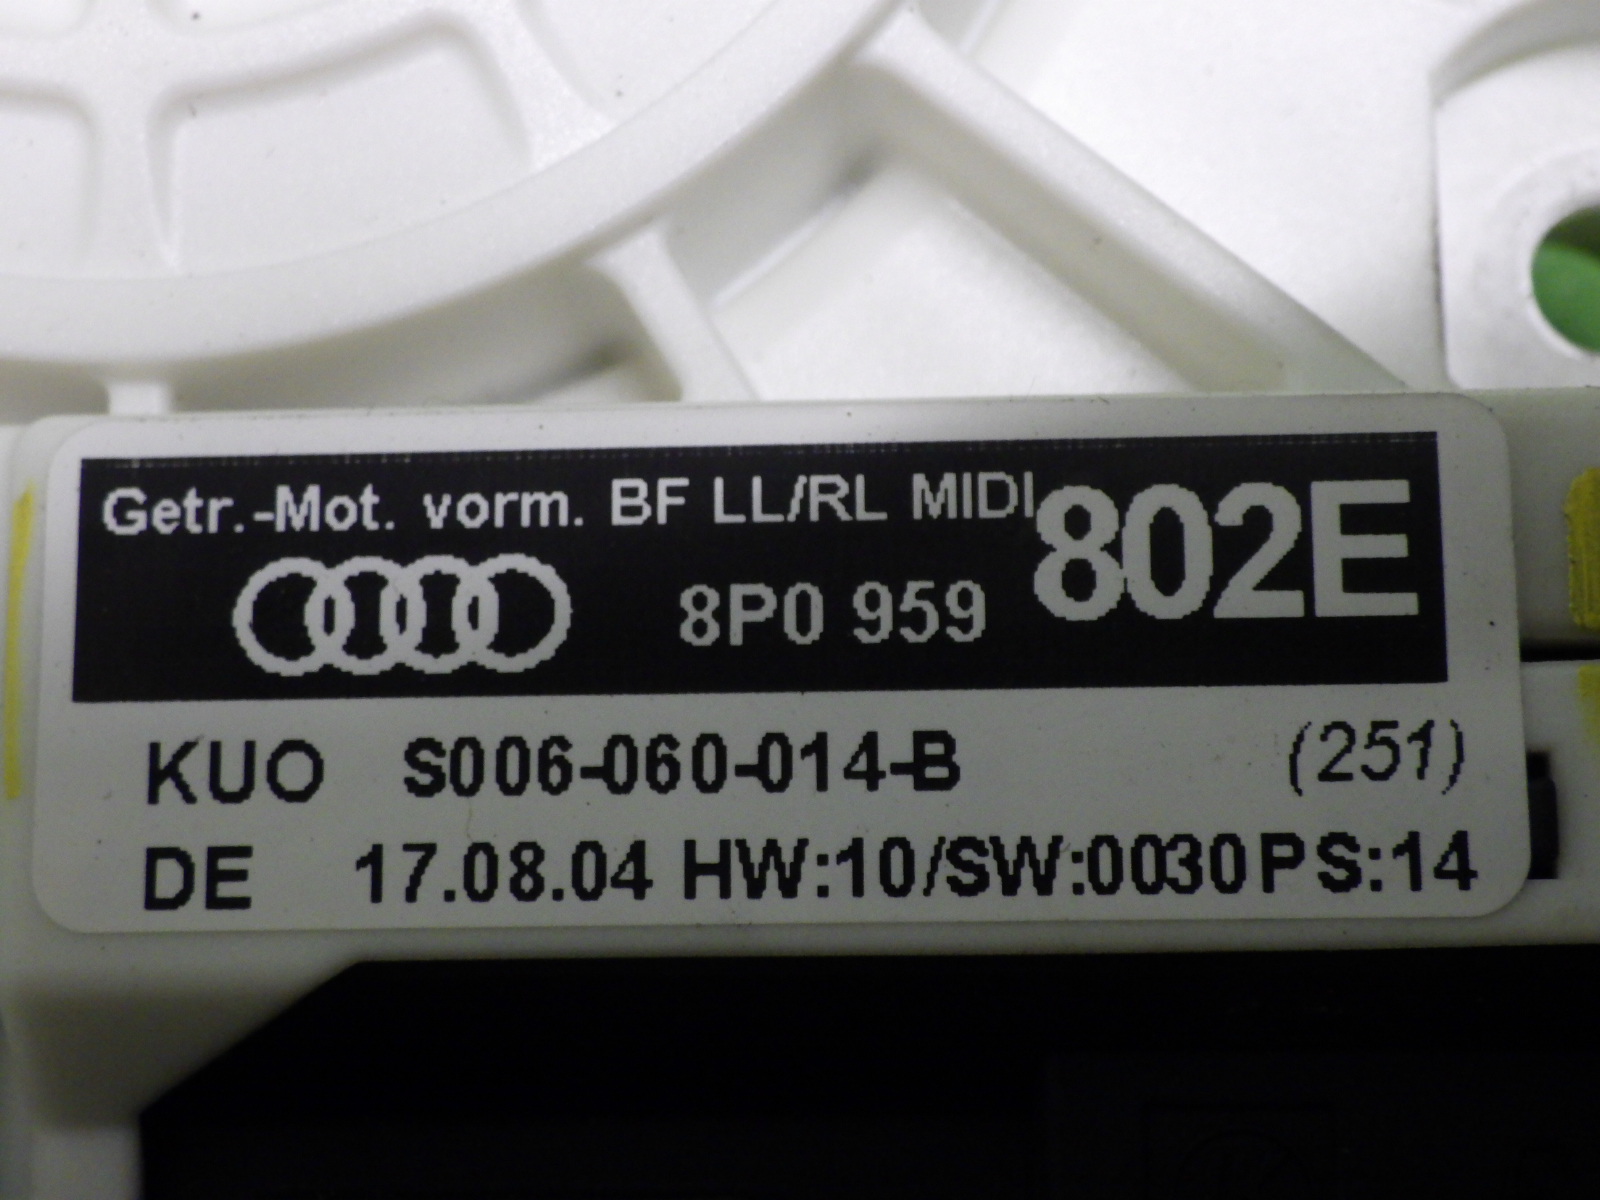 Getr.-Mot. vorm. BF LL/RL MIDI
8P0 959 802E
KUO S006-060-014-B (251)
DE 17.08.04 HW:10/SW:0030PS:14